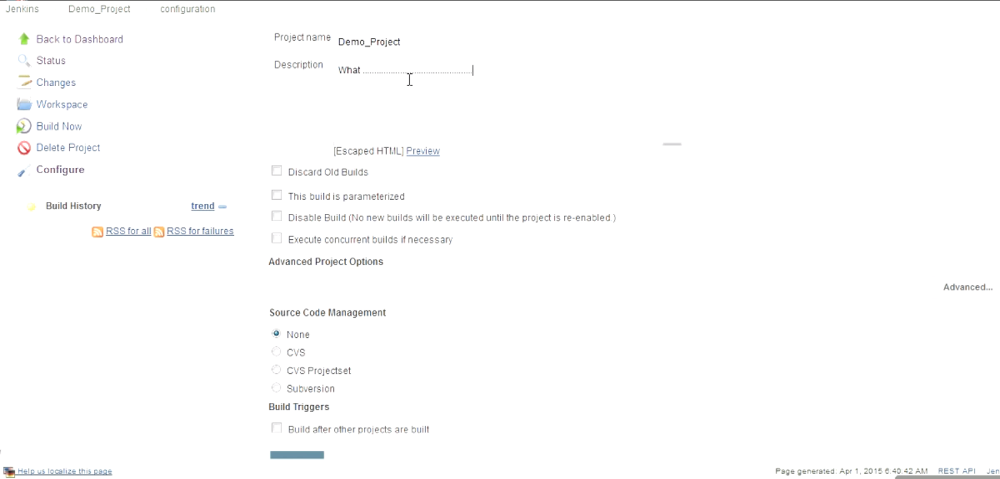 Jenkins Demo_Project configuration
Back to Dashboard
Status
Changes
Workspace
Build Now
Delete Project
Configure
Build History trend
RSS for all RSS for failures
Project name Demo_Project
Description What ................................................
[Escaped HTML] Preview
Discard Old Builds
This build is parameterized
Disable Build (No new builds will be executed until the project is re-enabled.)
Execute concurrent builds if necessary
Advanced Project Options
Advanced...
Source Code Management
None
CVS
CVS Projectset
Subversion
Build Triggers
Build after other projects are built
Help us localize this page
Page generated: Apr 1, 2015 6:40:42 AM REST API Jen